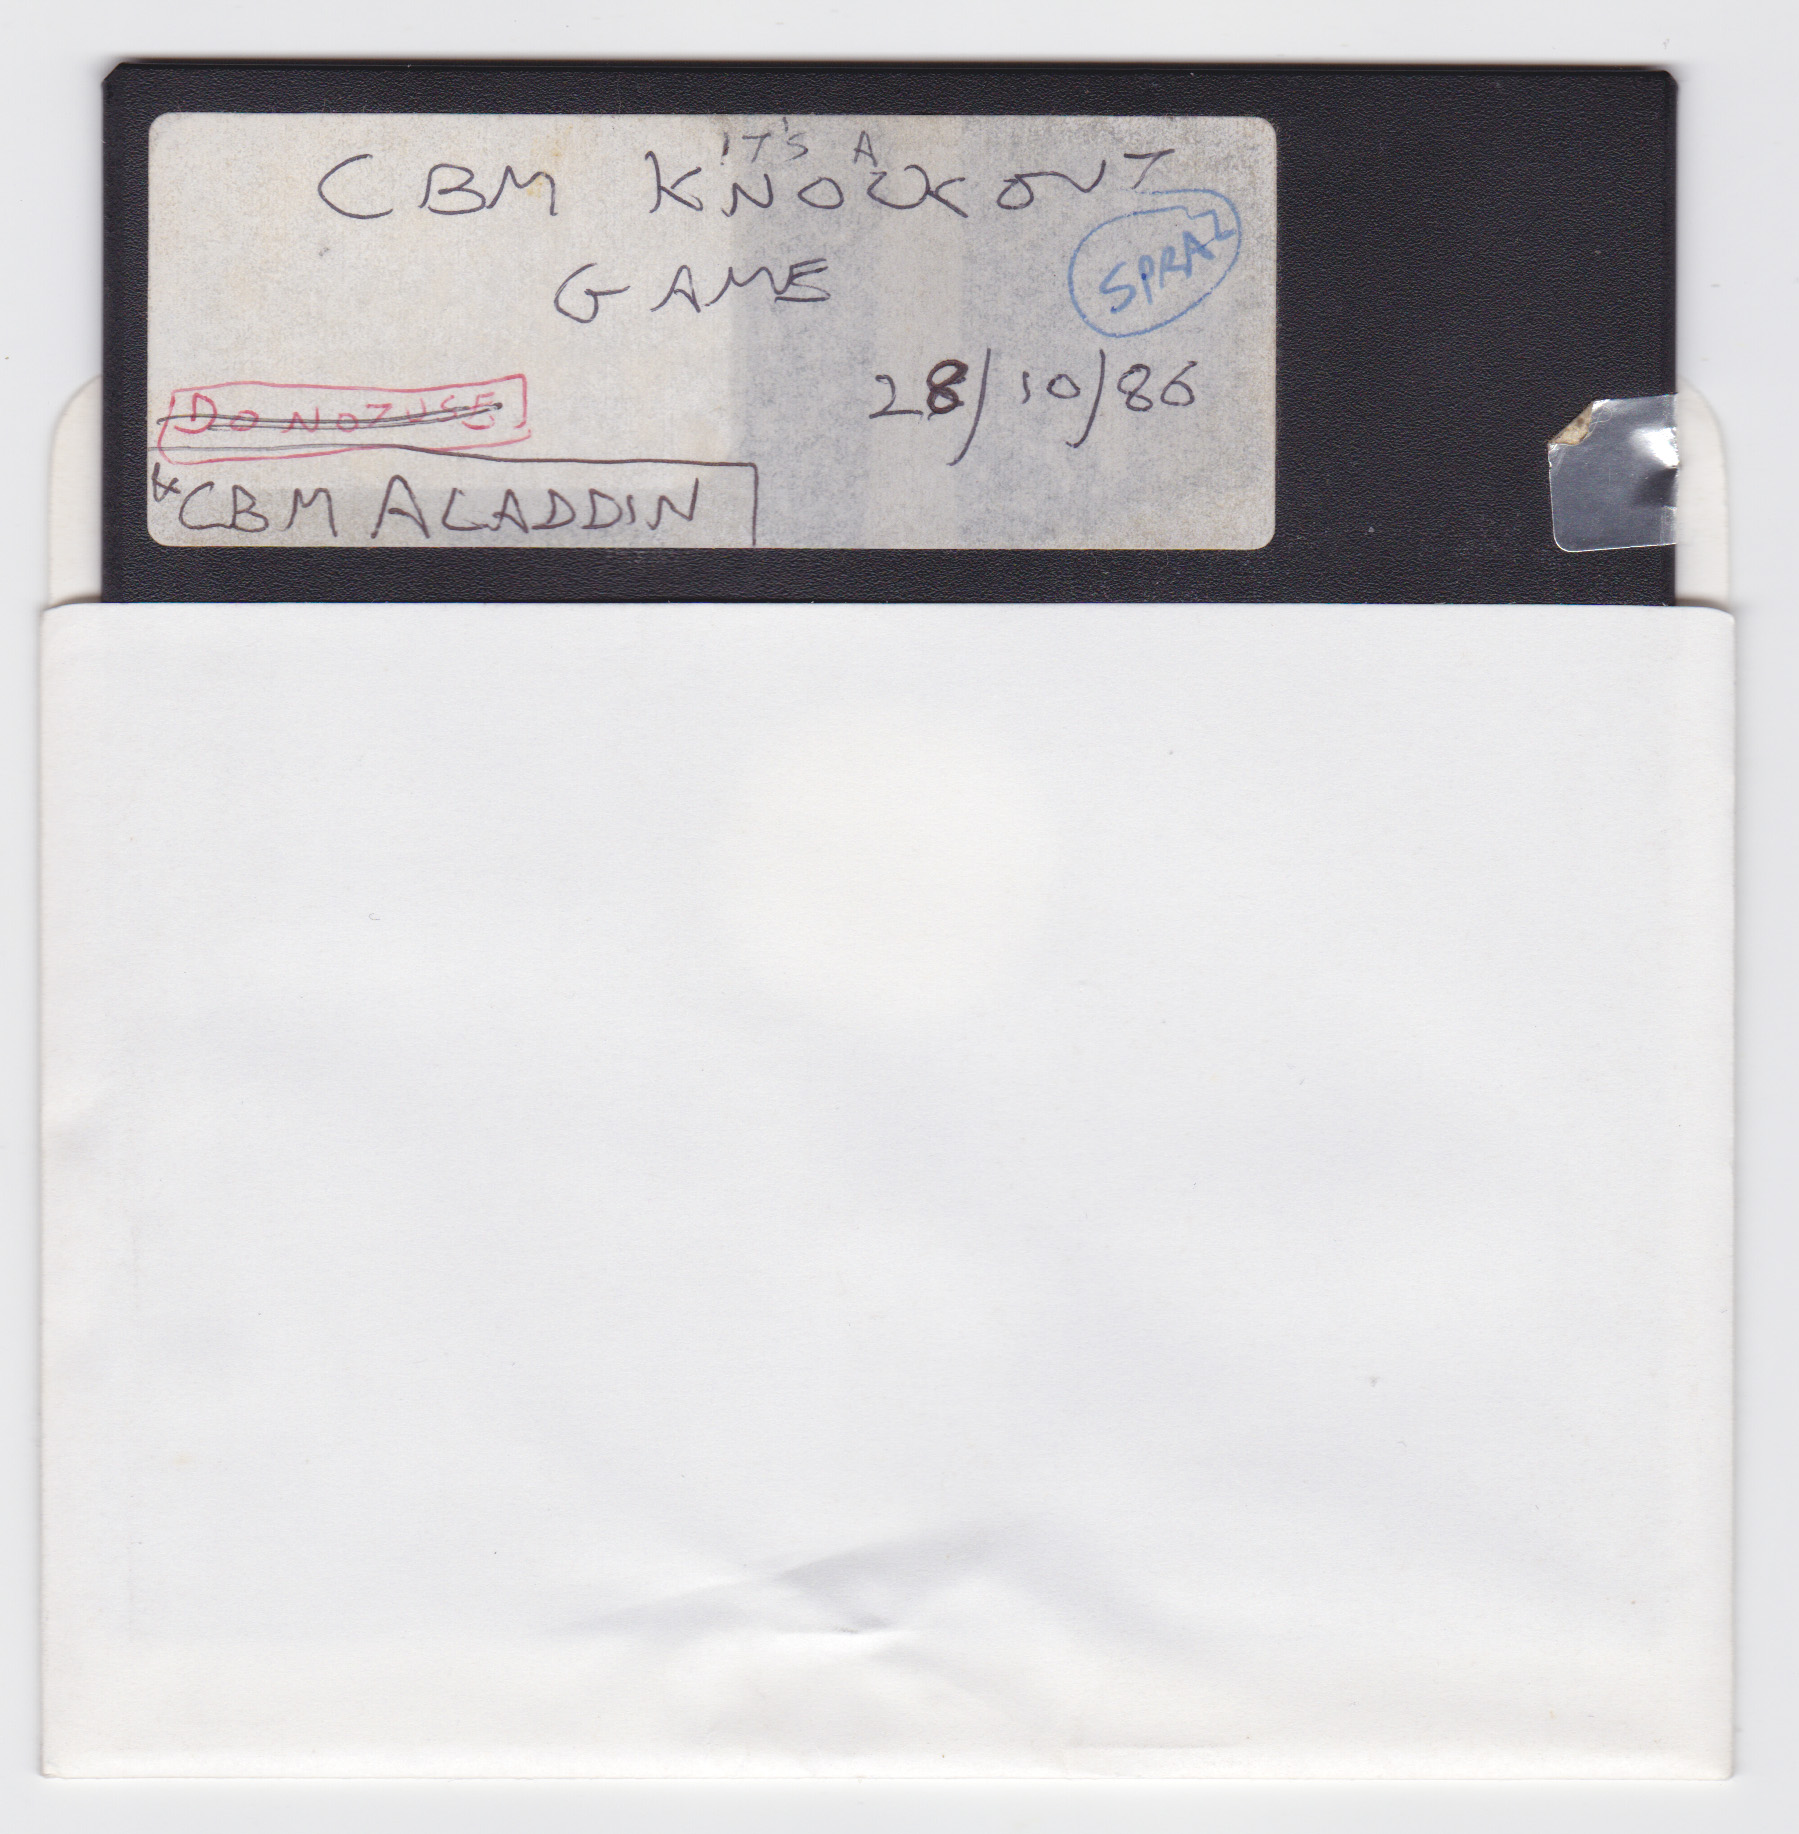 IT'S A
CBM KNOCKOUT
GAME
SPRAZ
28/10/86
DO NOT USE
CBM ALADDIN